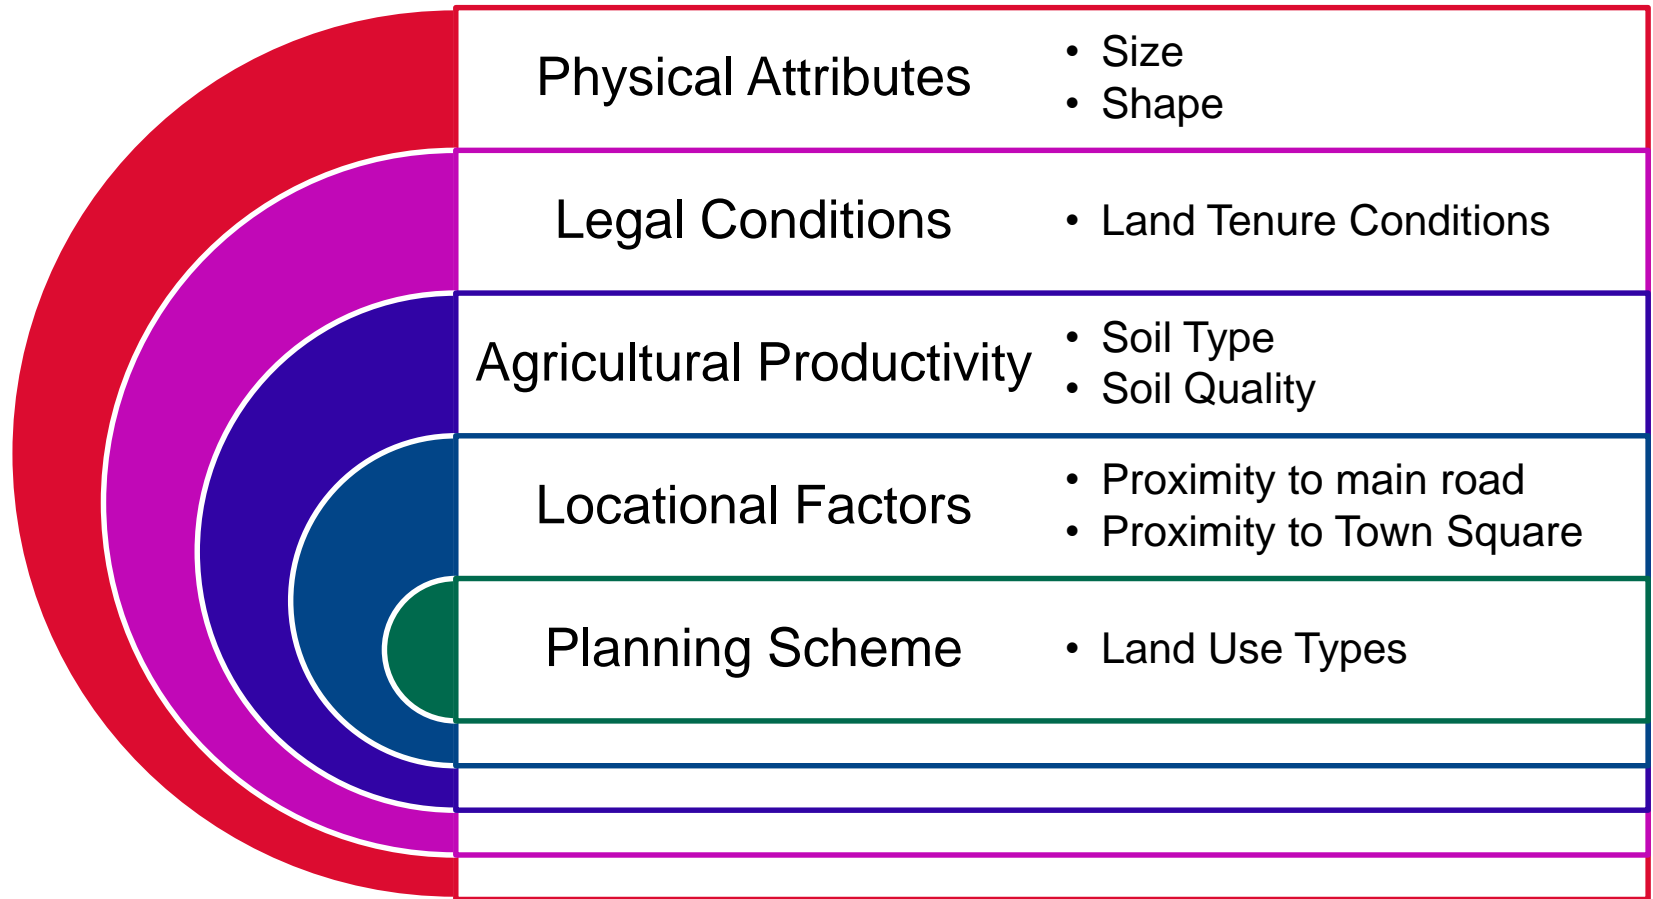 Physical Attributes
• Size
• Shape
Legal Conditions
• Land Tenure Conditions
Agricultural Productivity
• Soil Type
• Soil Quality
Locational Factors
• Proximity to main road
• Proximity to Town Square
Planning Scheme
• Land Use Types